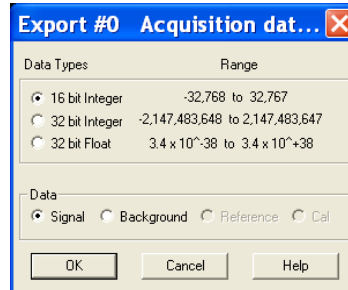 Export #0 Acquisition dat...
Data Types Range
16 bit Integer -32,768 to 32,767
32 bit Integer -2,147,483,648 to 2,147,483,647
32 bit Float 3.4 x 10^-38 to 3.4 x 10^+38
Data
Signal Background Reference Cal
OK Cancel Help